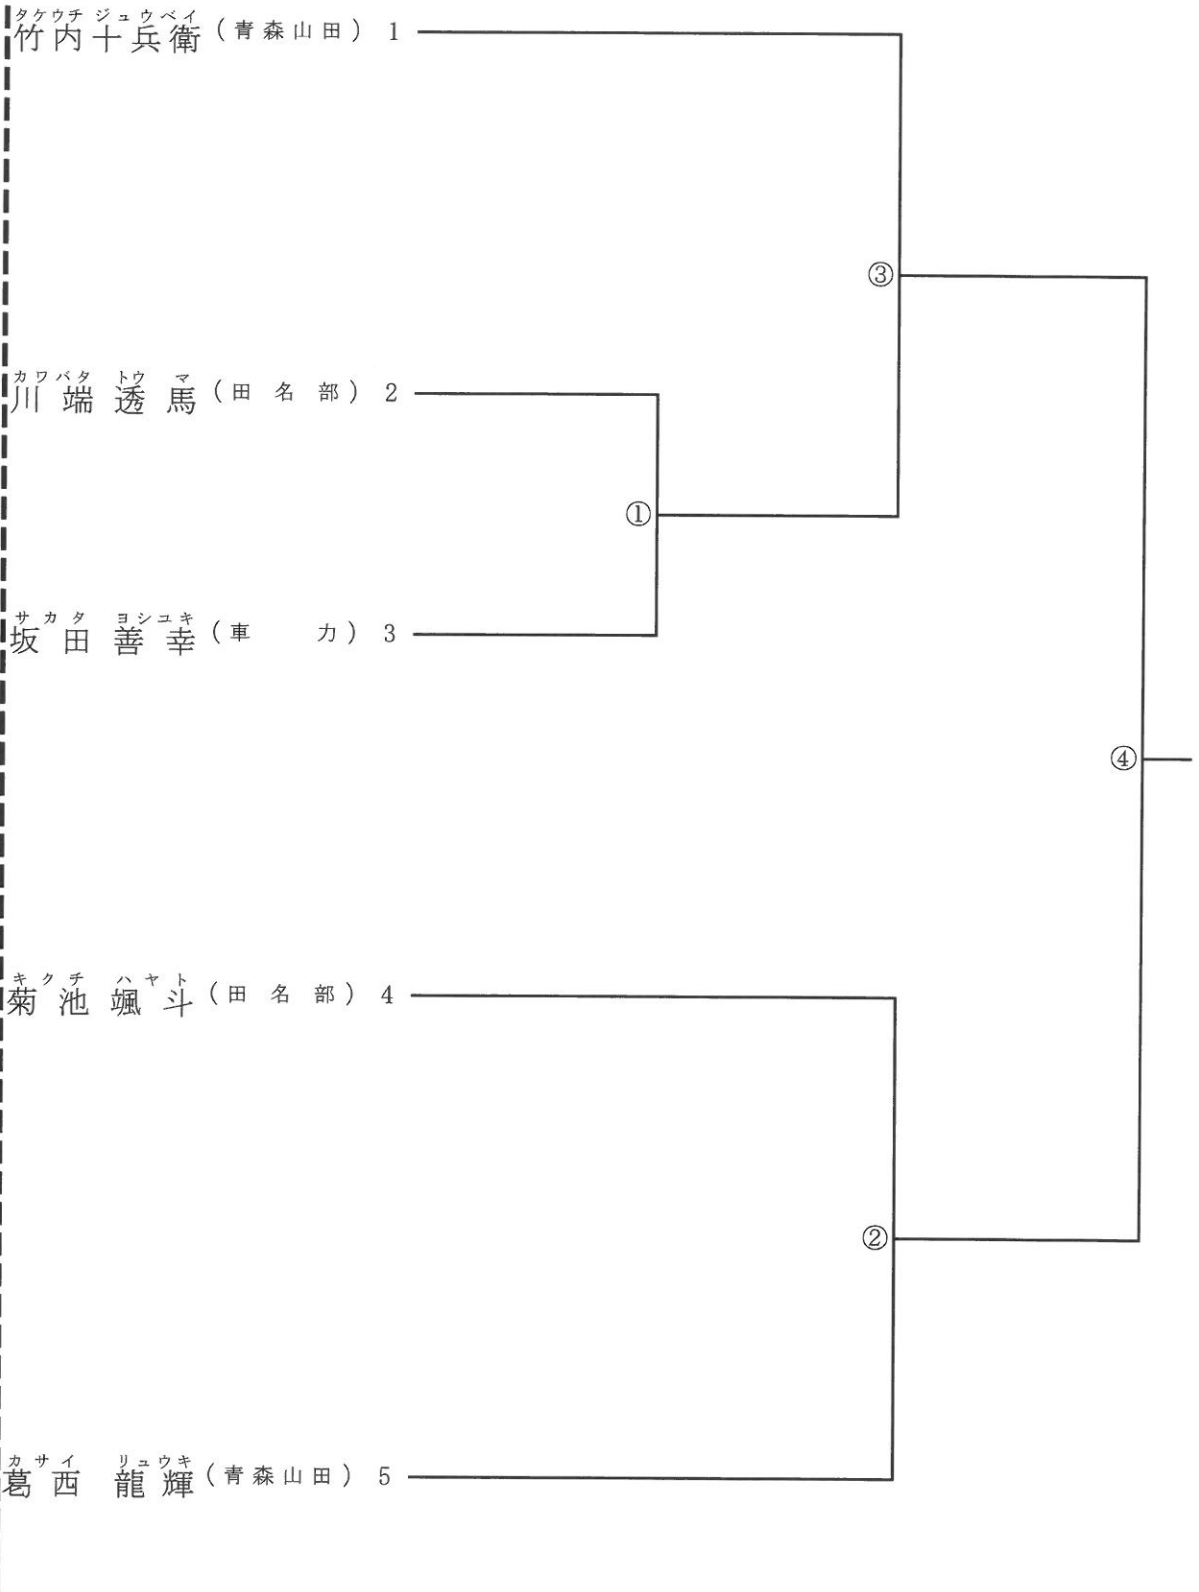 タケウチ ジュウベイ
竹内十兵衛 (青森山田) 1
③
カワバタ トウマ
川端透馬 (田名部) 2
①
サカタ ヨシユキ
坂田善幸 (車力) 3
④
キクチ ハヤト
菊池颯斗 (田名部) 4
②
カサイ リュウキ
葛西龍輝 (青森山田) 5